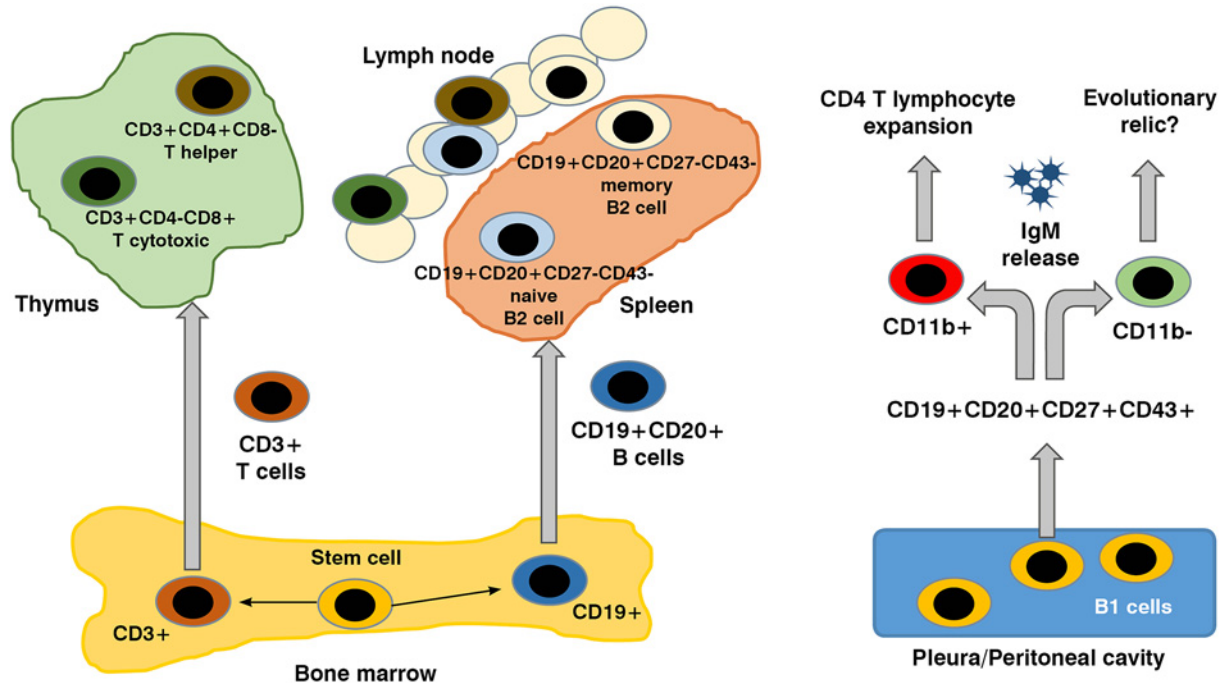 Lymph node
CD3+CD4+CD8-
T helper
CD3+CD4-CD8+
T cytotoxic
Thymus
CD19+CD20+CD27-CD43-
memory
B2 cell
CD19+CD20+CD27-CD43-
naive
B2 cell
Spleen
CD3+
T cells
CD19+CD20+
B cells
Stem cell
CD3+
CD19+
Bone marrow
CD4 T lymphocyte
expansion
Evolutionary
relic?
IgM
release
CD11b+
CD11b-
CD19+CD20+CD27+CD43+
B1 cells
Pleura/Peritoneal cavity